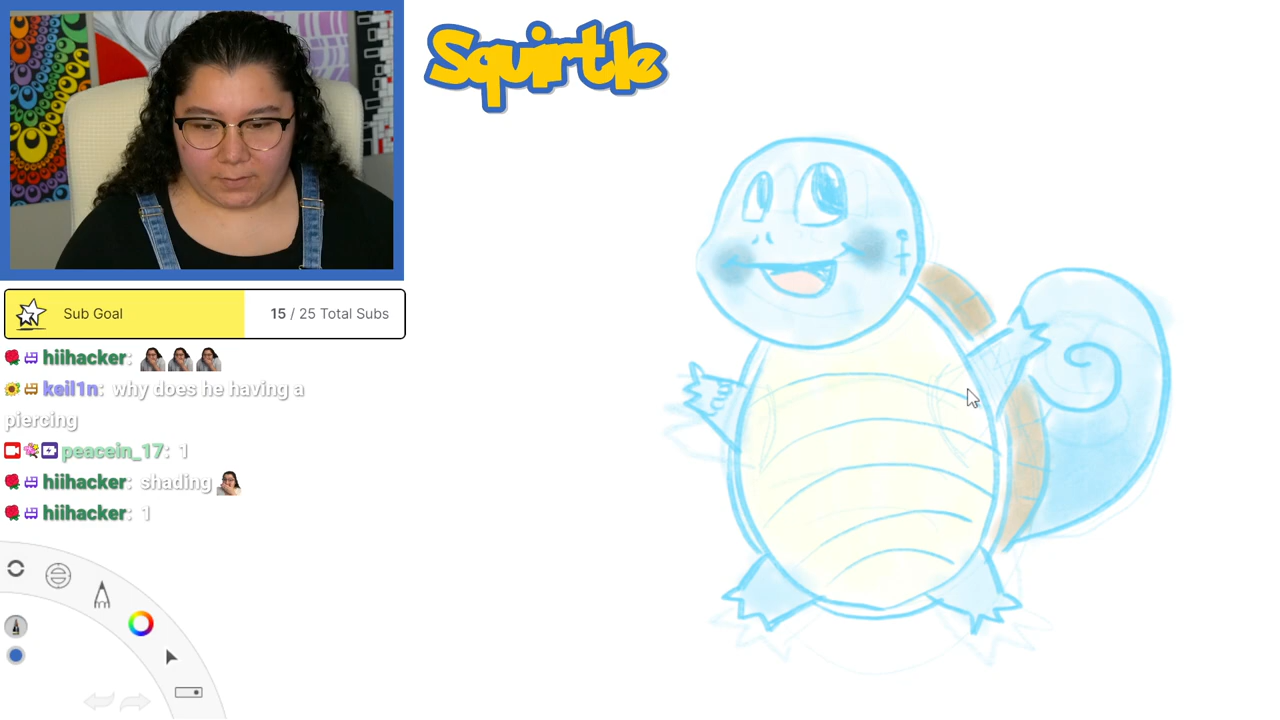 Squirtle
Sub Goal 15 / 25 Total Subs
hiihacker:
keil1n: why does he having a
piercing
peacein_17: 1
hiihacker: shading
hiihacker: 1